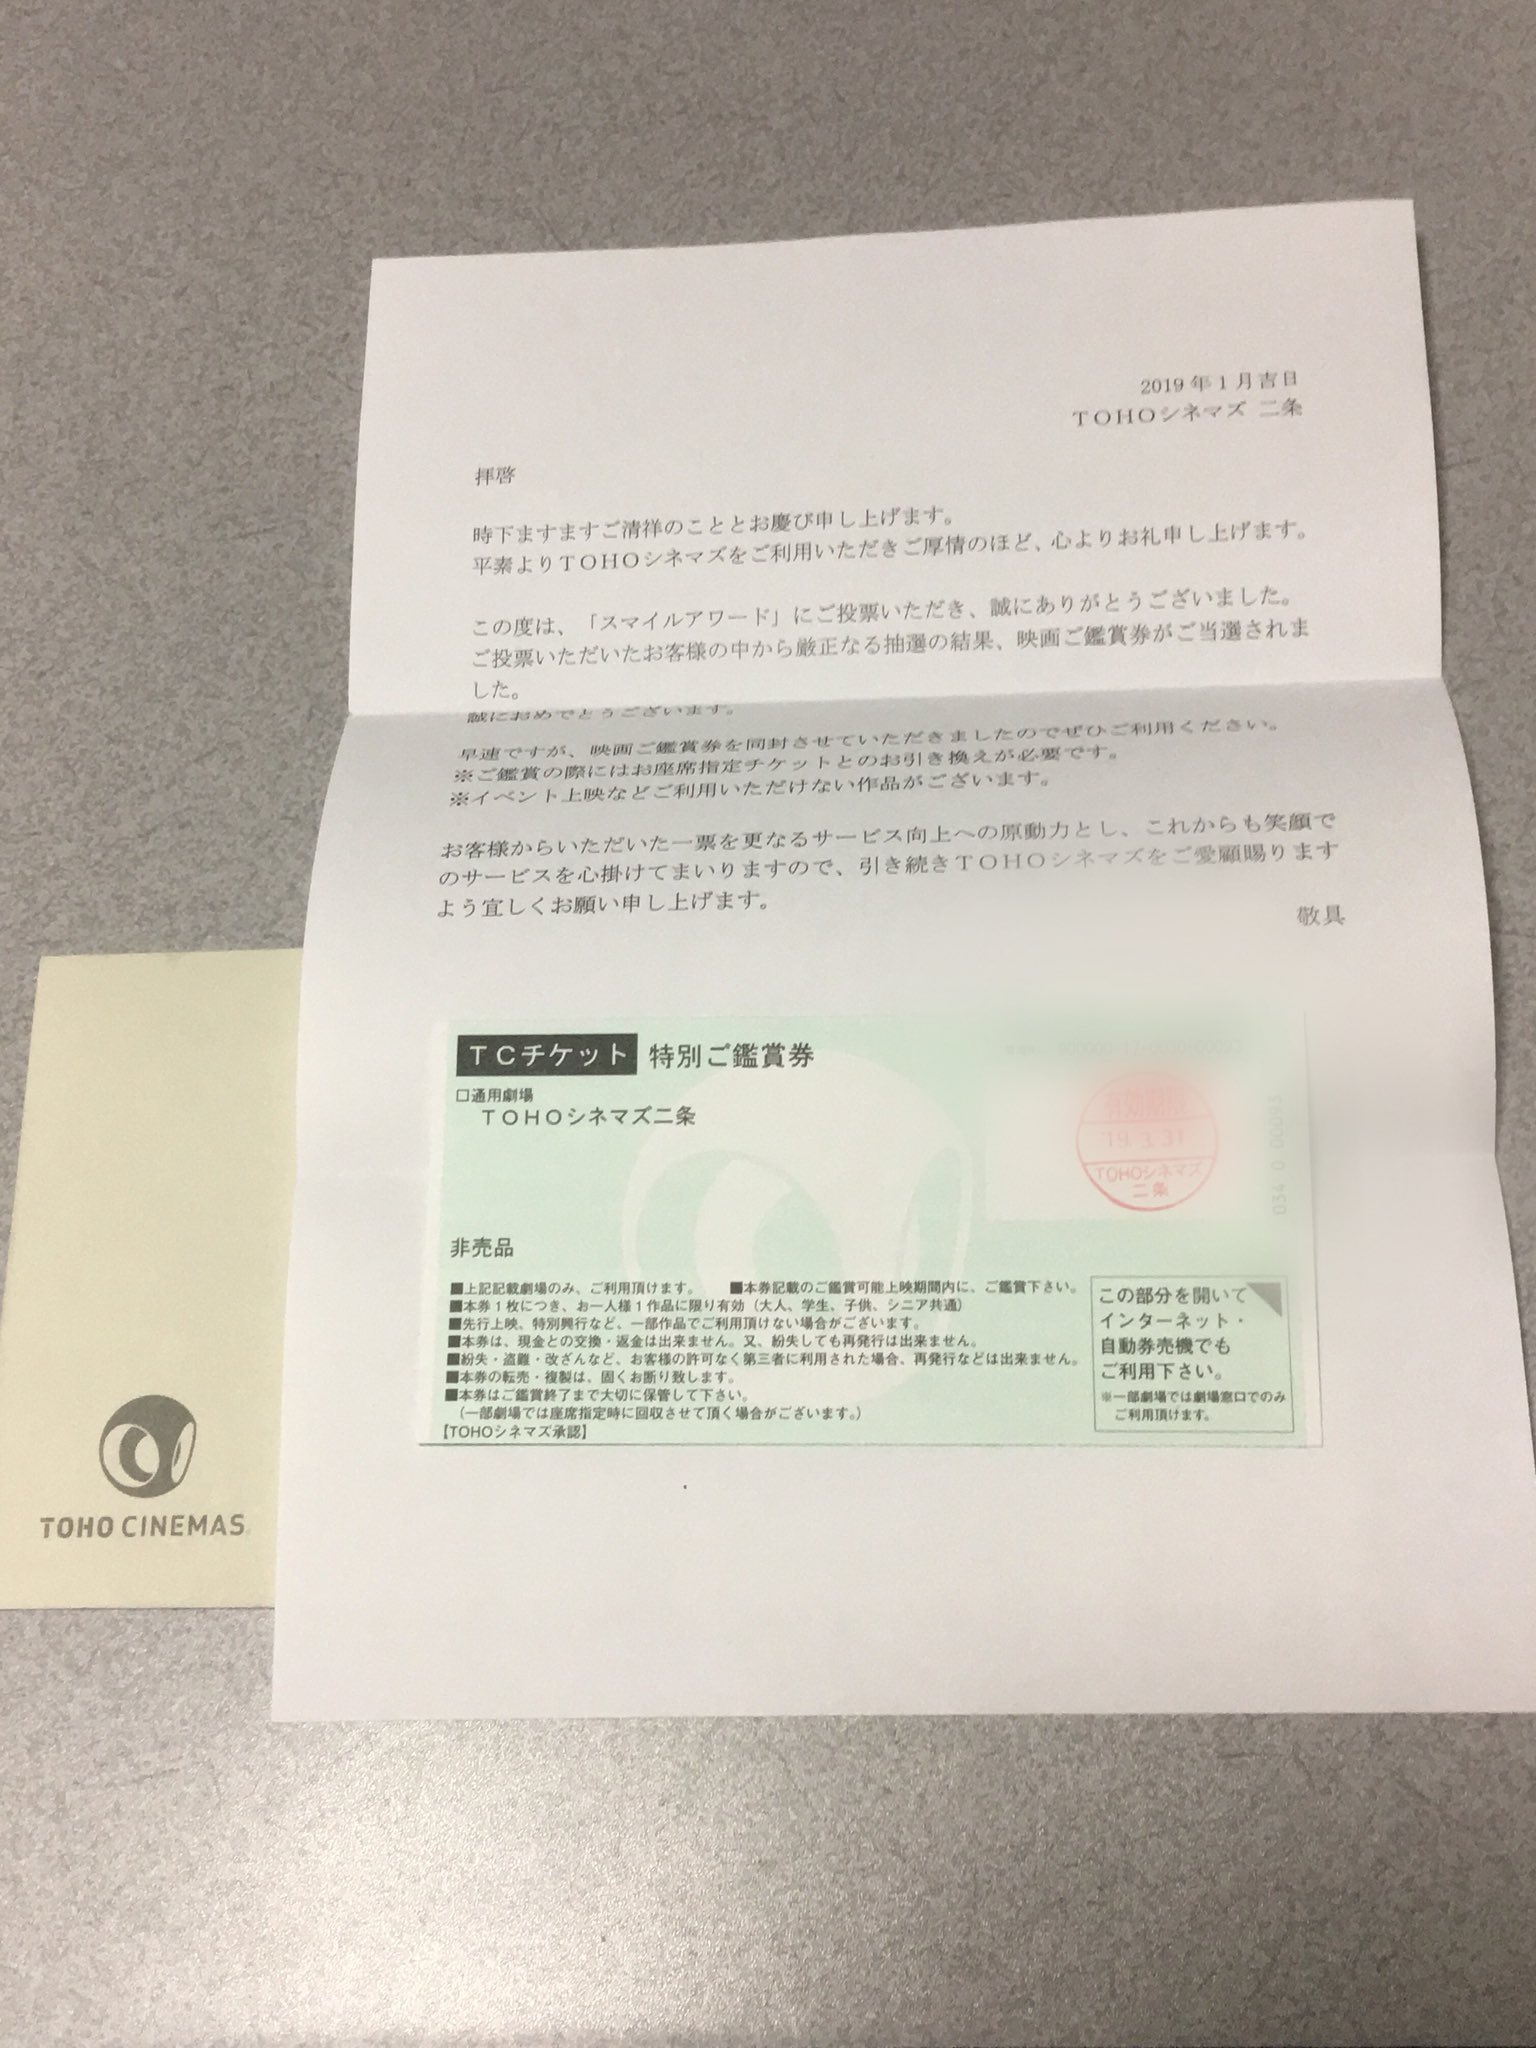 2019年1月吉日
TOHOシネマズ 二条
拝啓
時下ますますご清祥のこととお慶び申し上げます。
平素よりTOHOシネマズをご利用いただきご厚情のほど、心よりお礼申し上げます。
この度は、「スマイルアワード」にご投票いただき、誠にありがとうございました。
ご投票いただいたお客様の中から厳正なる抽選の結果、映画ご鑑賞券がご当選されま
した。
誠におめでとうございます。
早速ですが、映画ご鑑賞券を同封させていただきましたのでぜひご利用ください。
※ご鑑賞の際にはお座席指定チケットとのお引き換えが必要です。
※イベント上映などご利用いただけない作品がございます。
お客様からいただいた一票を更なるサービス向上への原動力とし、これからも笑顔で
のサービスを心掛けてまいりますので、引き続きTOHOシネマズをご愛顧賜ります
よう宜しくお願い申し上げます。
敬具
TCチケット 特別ご鑑賞券
□通用劇場
TOHOシネマズ二条
有効期限
'19.3.31
TOHOシネマズ
二条
034 0 0003
非売品
■上記記載劇場のみ、ご利用頂けます。 ■本券記載のご鑑賞可能上映期間内に、ご鑑賞下さい。
■本券1枚につき、お一人様1作品に限り有効（大人、学生、子供、シニア共通）
■先行上映、特別興行など、一部作品でご利用頂けない場合がございます。
■本券は、現金との交換・返金は出来ません。又、紛失しても再発行は出来ません。
■紛失・盗難・改ざんなど、お客様の許可なく第三者に利用された場合、再発行などは出来ません。
■本券の転売・複製は、固くお断り致します。
■本券はご鑑賞終了まで大切に保管して下さい。
（一部劇場では座席指定時に回収させて頂く場合がございます。）
【TOHOシネマズ承認】
この部分を開いて
インターネット・
自動券売機でも
ご利用下さい。
※一部劇場では劇場窓口でのみ
ご利用頂けます。
TOHO CINEMAS